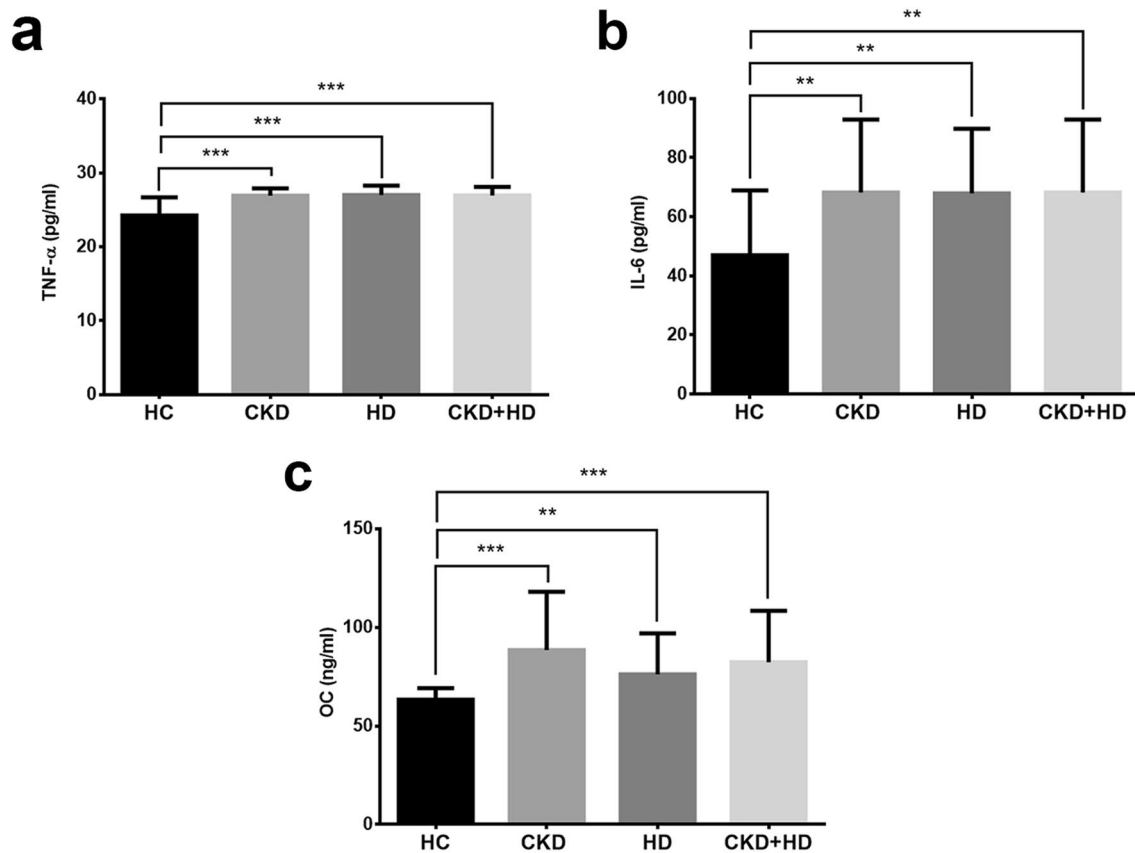 a
***
***
***
40
30
20
10
0
TNF-α (pg/ml)
HC CKD HD CKD+HD
b
**
**
**
100
80
60
40
20
0
IL-6 (pg/ml)
HC CKD HD CKD+HD
c
***
**
***
150
100
50
0
OC (ng/ml)
HC CKD HD CKD+HD